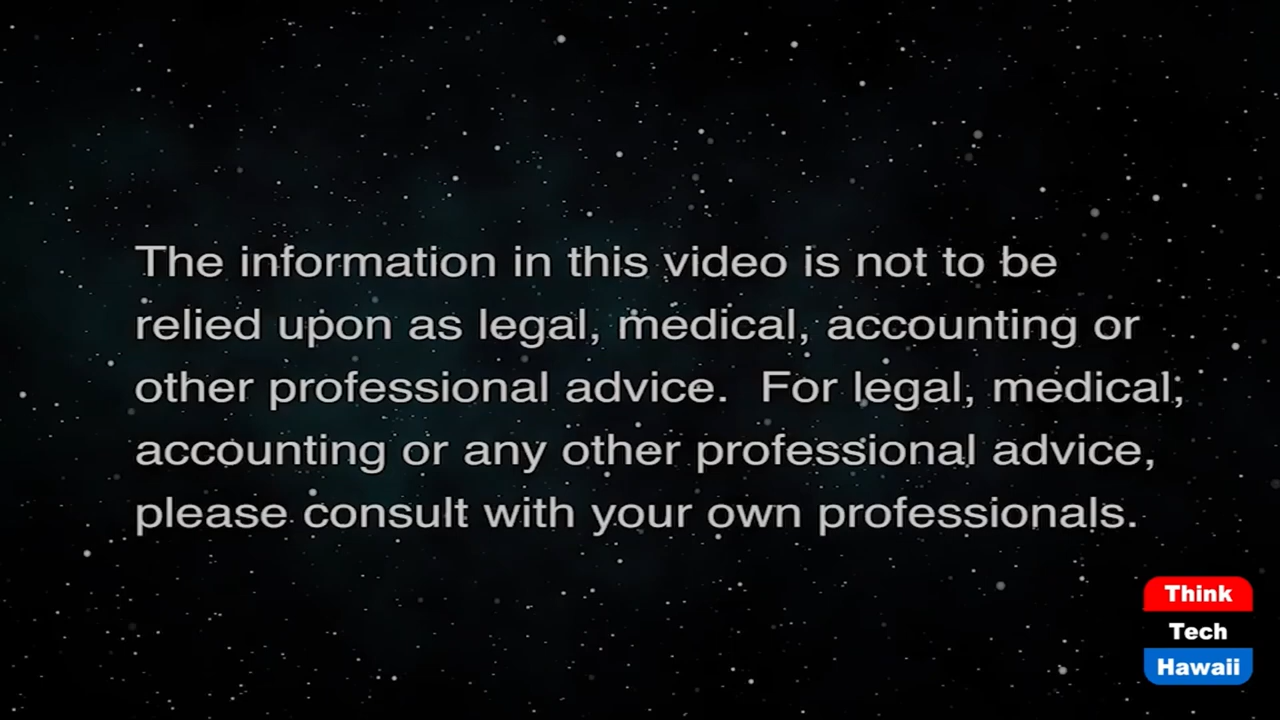 The information in this video is not to be
relied upon as legal, medical, accounting or
other professional advice.  For legal, medical,
accounting or any other professional advice,
please consult with your own professionals.
Think
Tech
Hawaii